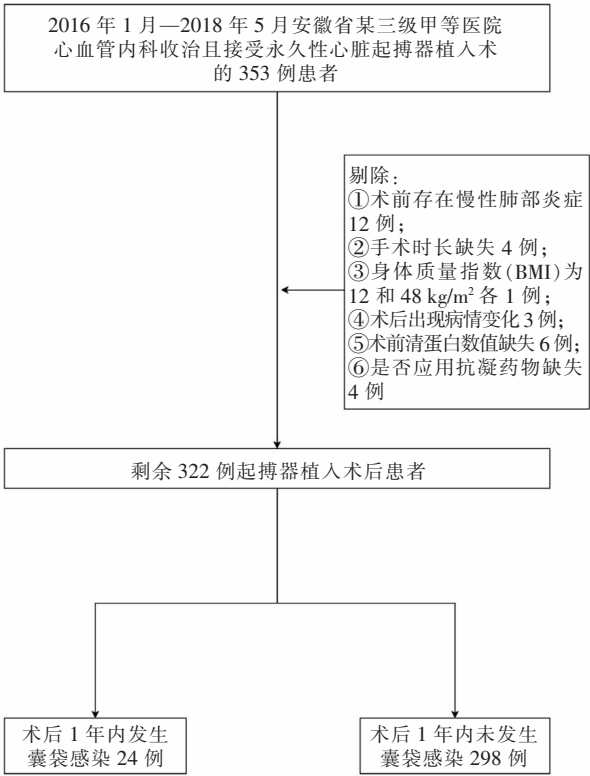 2016 年 1 月—2018 年 5 月安徽省某三级甲等医院
心血管内科收治且接受永久性心脏起搏器植入术
的 353 例患者
剔除：
①术前存在慢性肺部炎症
12 例；
②手术时长缺失 4 例；
③身体质量指数(BMI)为
12 和 48 kg/m² 各 1 例；
④术后出现病情变化 3 例；
⑤术前清蛋白数值缺失 6 例；
⑥是否应用抗凝药物缺失
4 例
剩余 322 例起搏器植入术后患者
术后 1 年内发生
囊袋感染 24 例
术后 1 年内未发生
囊袋感染 298 例